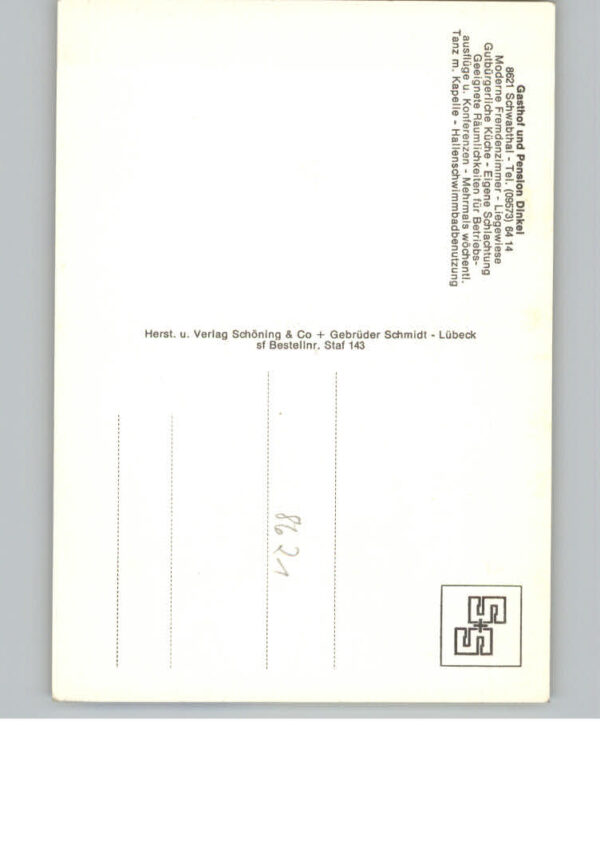 Gasthof und Pension Dinkel
8621 Schwabthal - Tel. (09573) 64 14
Moderne Fremdenzimmer - Liegewiese
Gutbürgerliche Küche - Eigene Schlachtung
Geeignete Räumlichkeiten für Betriebs-
ausflüge u. Konferenzen - Mehrmals wöchentl.
Tanz m. Kapelle - Hallenschwimmbadbenutzung
Herst. u. Verlag Schöning & Co + Gebrüder Schmidt - Lübeck
sf Bestellnr. Staf 143
8621
S+S